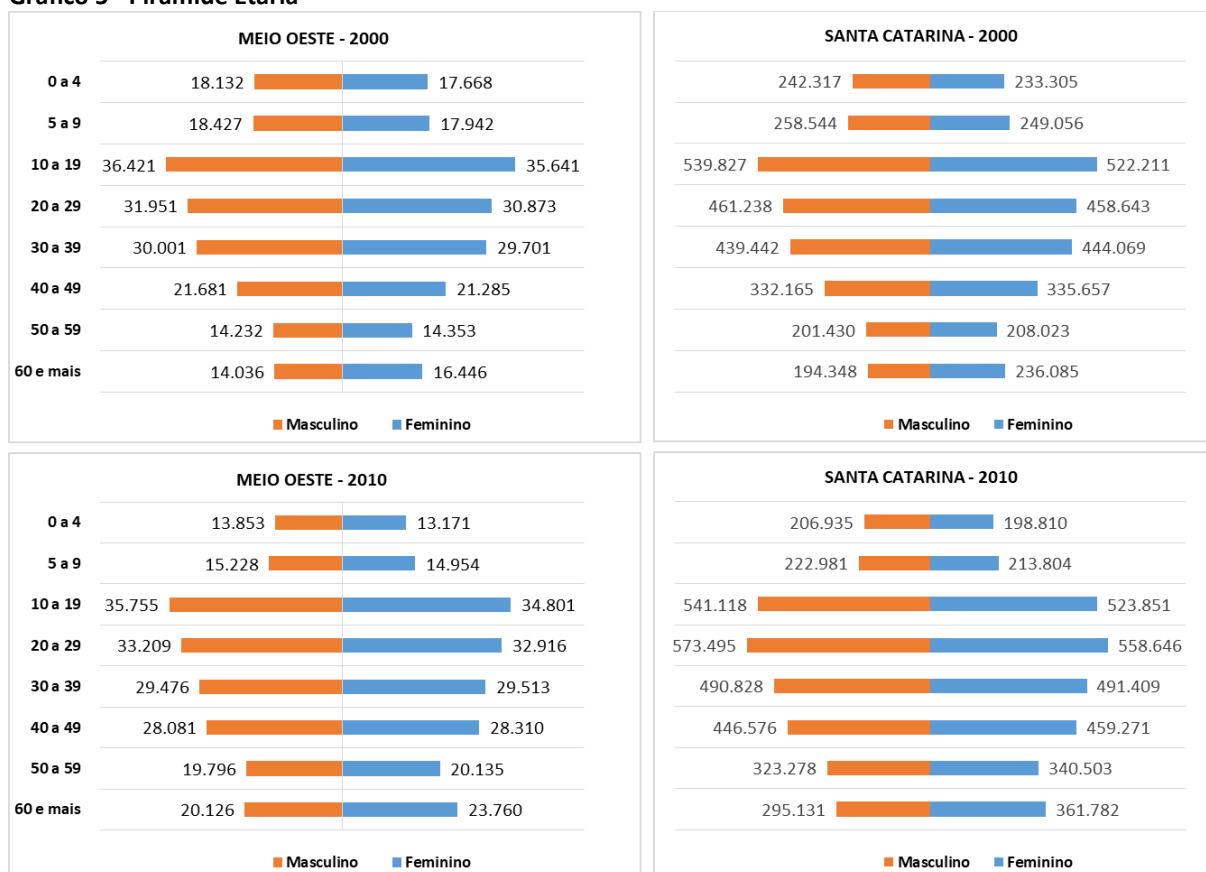 Gráfico 3 - Pirâmide Etária
MEIO OESTE - 2000
0 a 4 18.132 17.668
5 a 9 18.427 17.942
10 a 19 36.421 35.641
20 a 29 31.951 30.873
30 a 39 30.001 29.701
40 a 49 21.681 21.285
50 a 59 14.232 14.353
60 e mais 14.036 16.446
Masculino Feminino
SANTA CATARINA - 2000
242.317 233.305
258.544 249.056
539.827 522.211
461.238 458.643
439.442 444.069
332.165 335.657
201.430 208.023
194.348 236.085
Masculino Feminino
MEIO OESTE - 2010
0 a 4 13.853 13.171
5 a 9 15.228 14.954
10 a 19 35.755 34.801
20 a 29 33.209 32.916
30 a 39 29.476 29.513
40 a 49 28.081 28.310
50 a 59 19.796 20.135
60 e mais 20.126 23.760
Masculino Feminino
SANTA CATARINA - 2010
206.935 198.810
222.981 213.804
541.118 523.851
573.495 558.646
490.828 491.409
446.576 459.271
323.278 340.503
295.131 361.782
Masculino Feminino